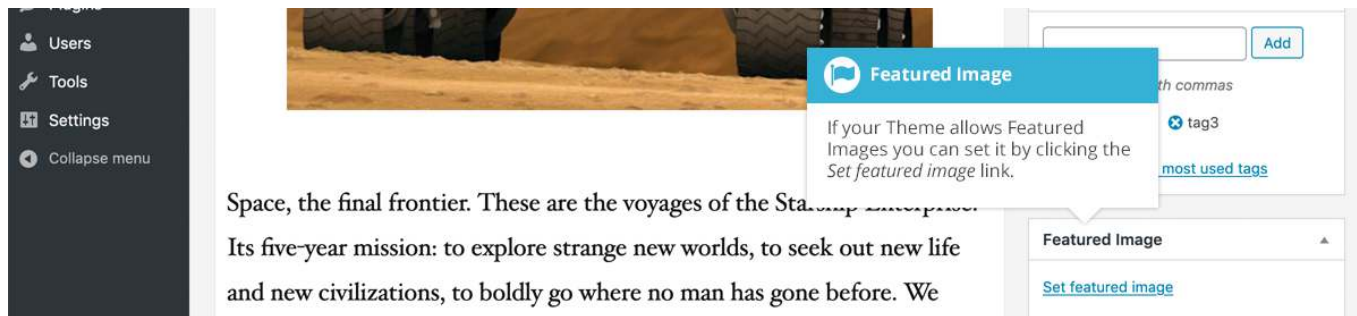 Users
Tools
Settings
Collapse menu
Space, the final frontier. These are the voyages of the Starship Enterprise.
Its five-year mission: to explore strange new worlds, to seek out new life
and new civilizations, to boldly go where no man has gone before. We
Featured Image
If your Theme allows Featured
Images you can set it by clicking the
Set featured image link.
Add
commas
tag3
most used tags
Featured Image
Set featured image